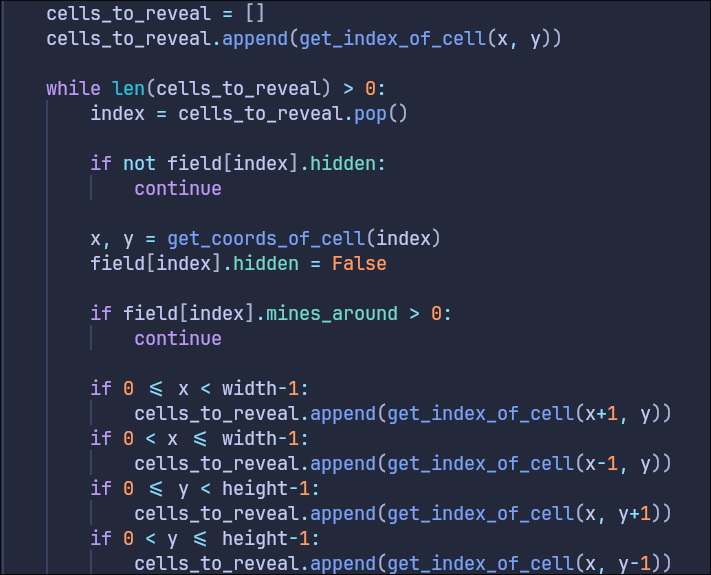 cells_to_reveal = []
cells_to_reveal.append(get_index_of_cell(x, y))
while len(cells_to_reveal) > 0:
index = cells_to_reveal.pop()
if not field[index].hidden:
continue
x, y = get_coords_of_cell(index)
field[index].hidden = False
if field[index].mines_around > 0:
continue
if 0 ⩽ x < width-1:
cells_to_reveal.append(get_index_of_cell(x+1, y))
if 0 < x ⩽ width-1:
cells_to_reveal.append(get_index_of_cell(x-1, y))
if 0 ⩽ y < height-1:
cells_to_reveal.append(get_index_of_cell(x, y+1))
if 0 < y ⩽ height-1:
cells_to_reveal.append(get_index_of_cell(x, y-1))